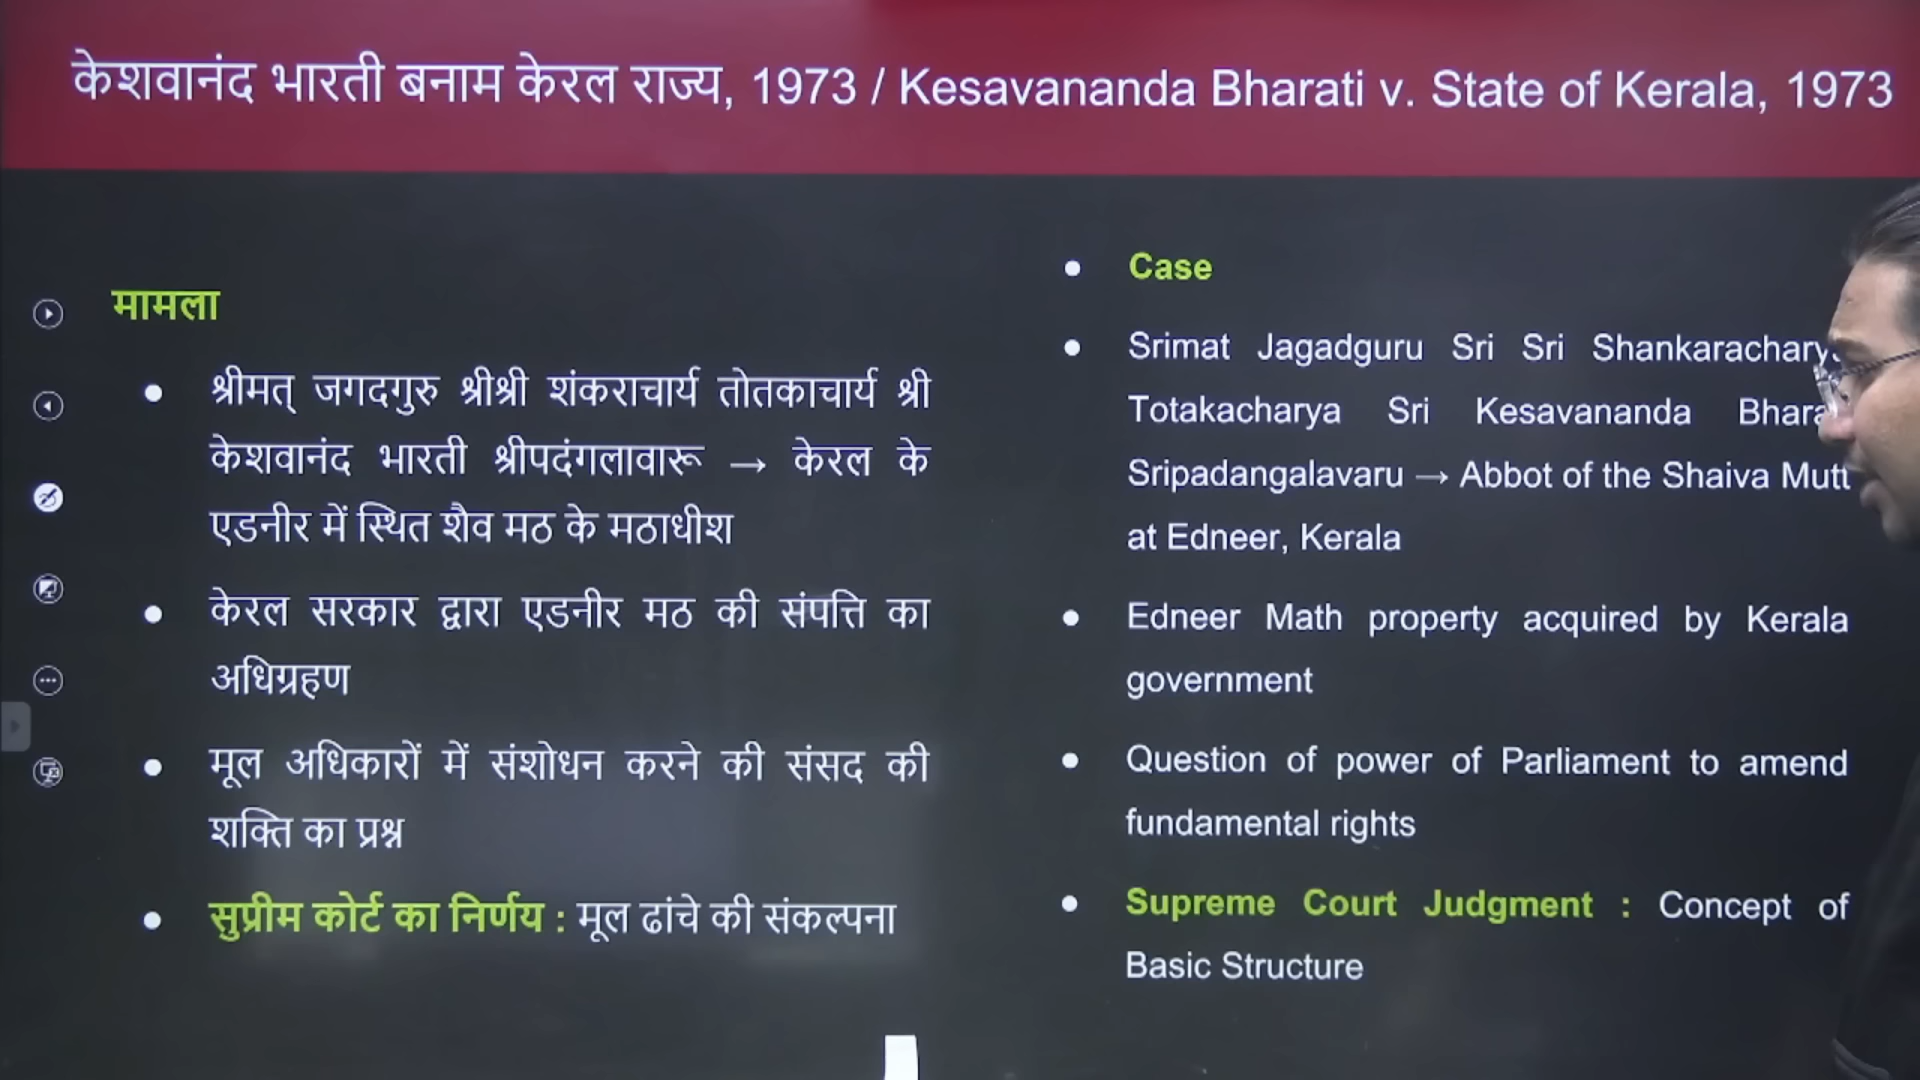 केशवानंद भारती बनाम केरल राज्य, 1973 / Kesavananda Bharati v. State of Kerala, 1973
मामला
श्रीमत् जगदगुरु श्रीश्री शंकराचार्य तोतकाचार्य श्री
केशवानंद भारती श्रीपदंगलावारू → केरल के
एडनीर में स्थित शैव मठ के मठाधीश
केरल सरकार द्वारा एडनीर मठ की संपत्ति का
अधिग्रहण
मूल अधिकारों में संशोधन करने की संसद की
शक्ति का प्रश्न
सुप्रीम कोर्ट का निर्णय : मूल ढांचे की संकल्पना
Case
Srimat Jagadguru Sri Sri
Totakacharya Sri Kesavananda
Sripadangalavaru → Abbot of the Shaiva Mutt
at Edneer, Kerala
Edneer Math property acquired by Kerala
government
Question of power of Parliament to amend
fundamental rights
Supreme Court Judgment : Concept of
Basic Structure